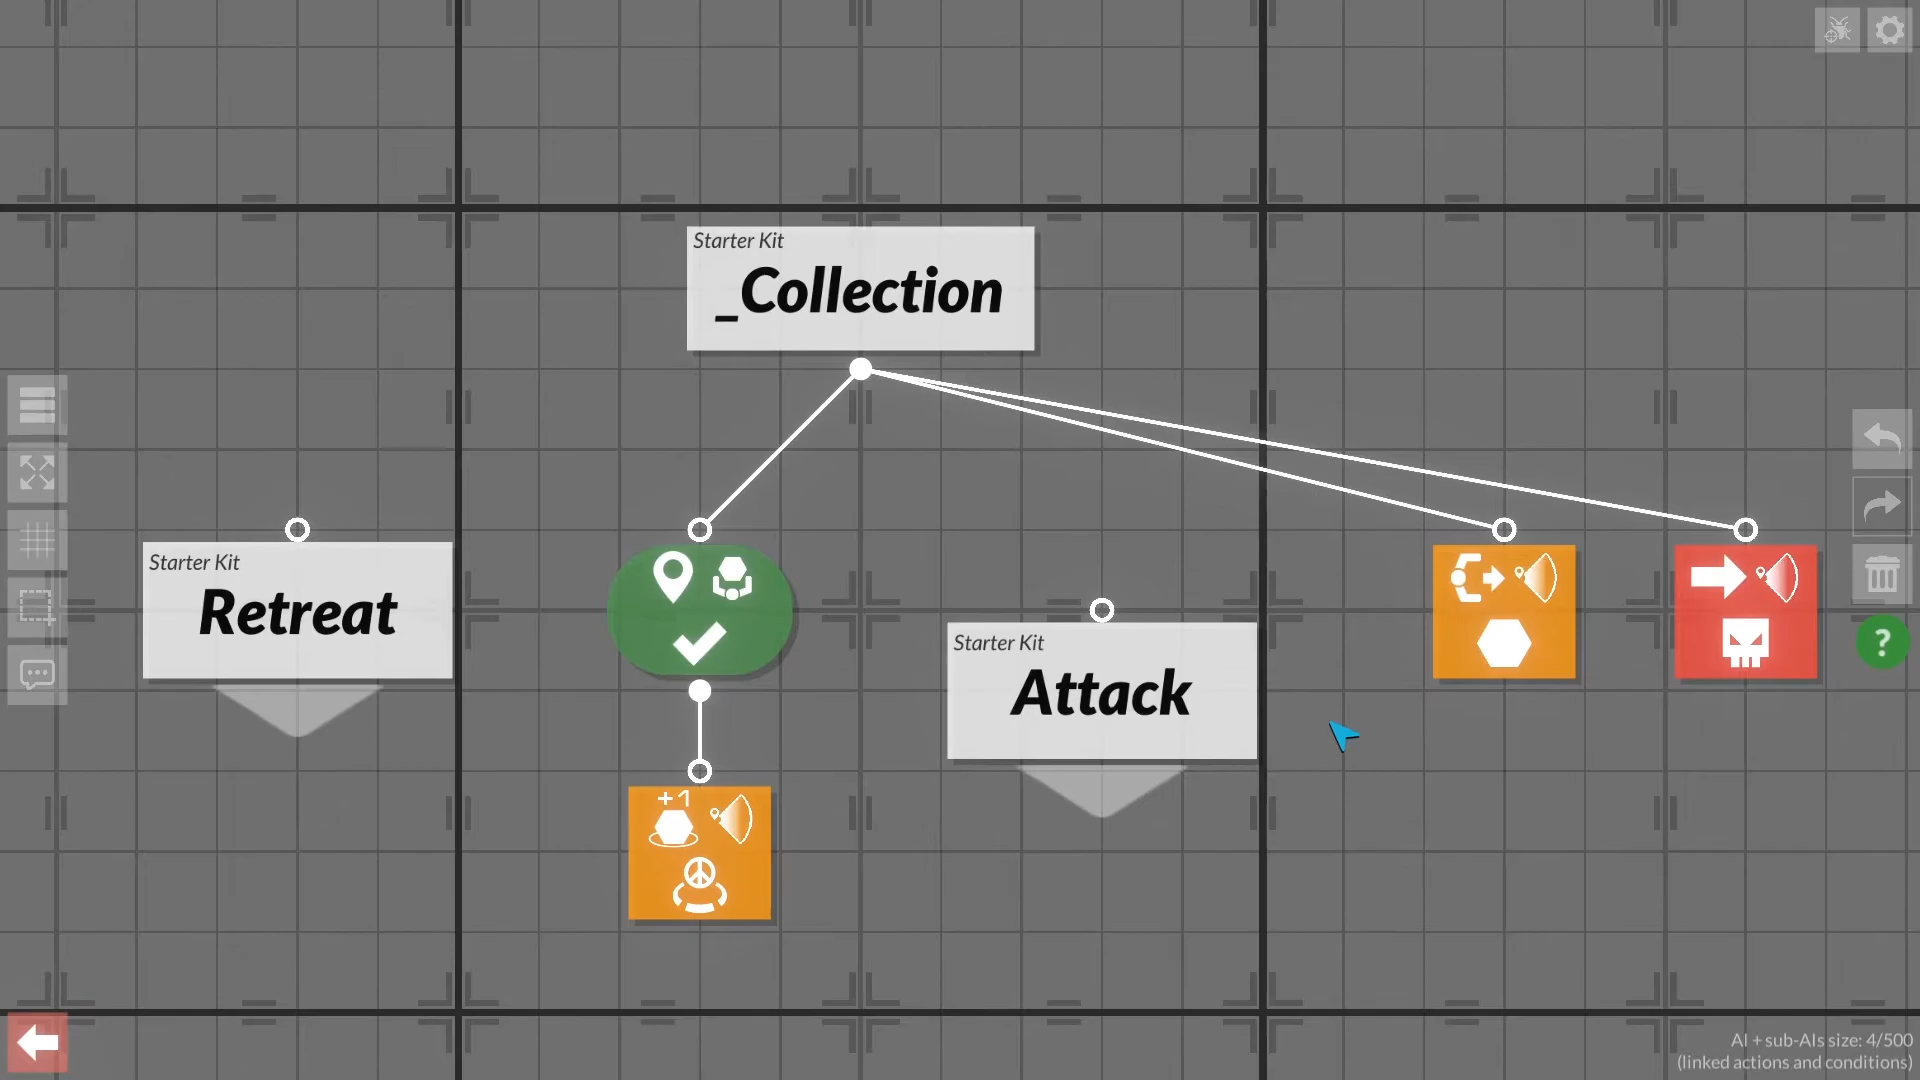 Starter Kit
_Collection
Starter Kit
Retreat
Starter Kit
Attack
?
+1
AI + sub-AIs size: 4/500
(linked actions and conditions)